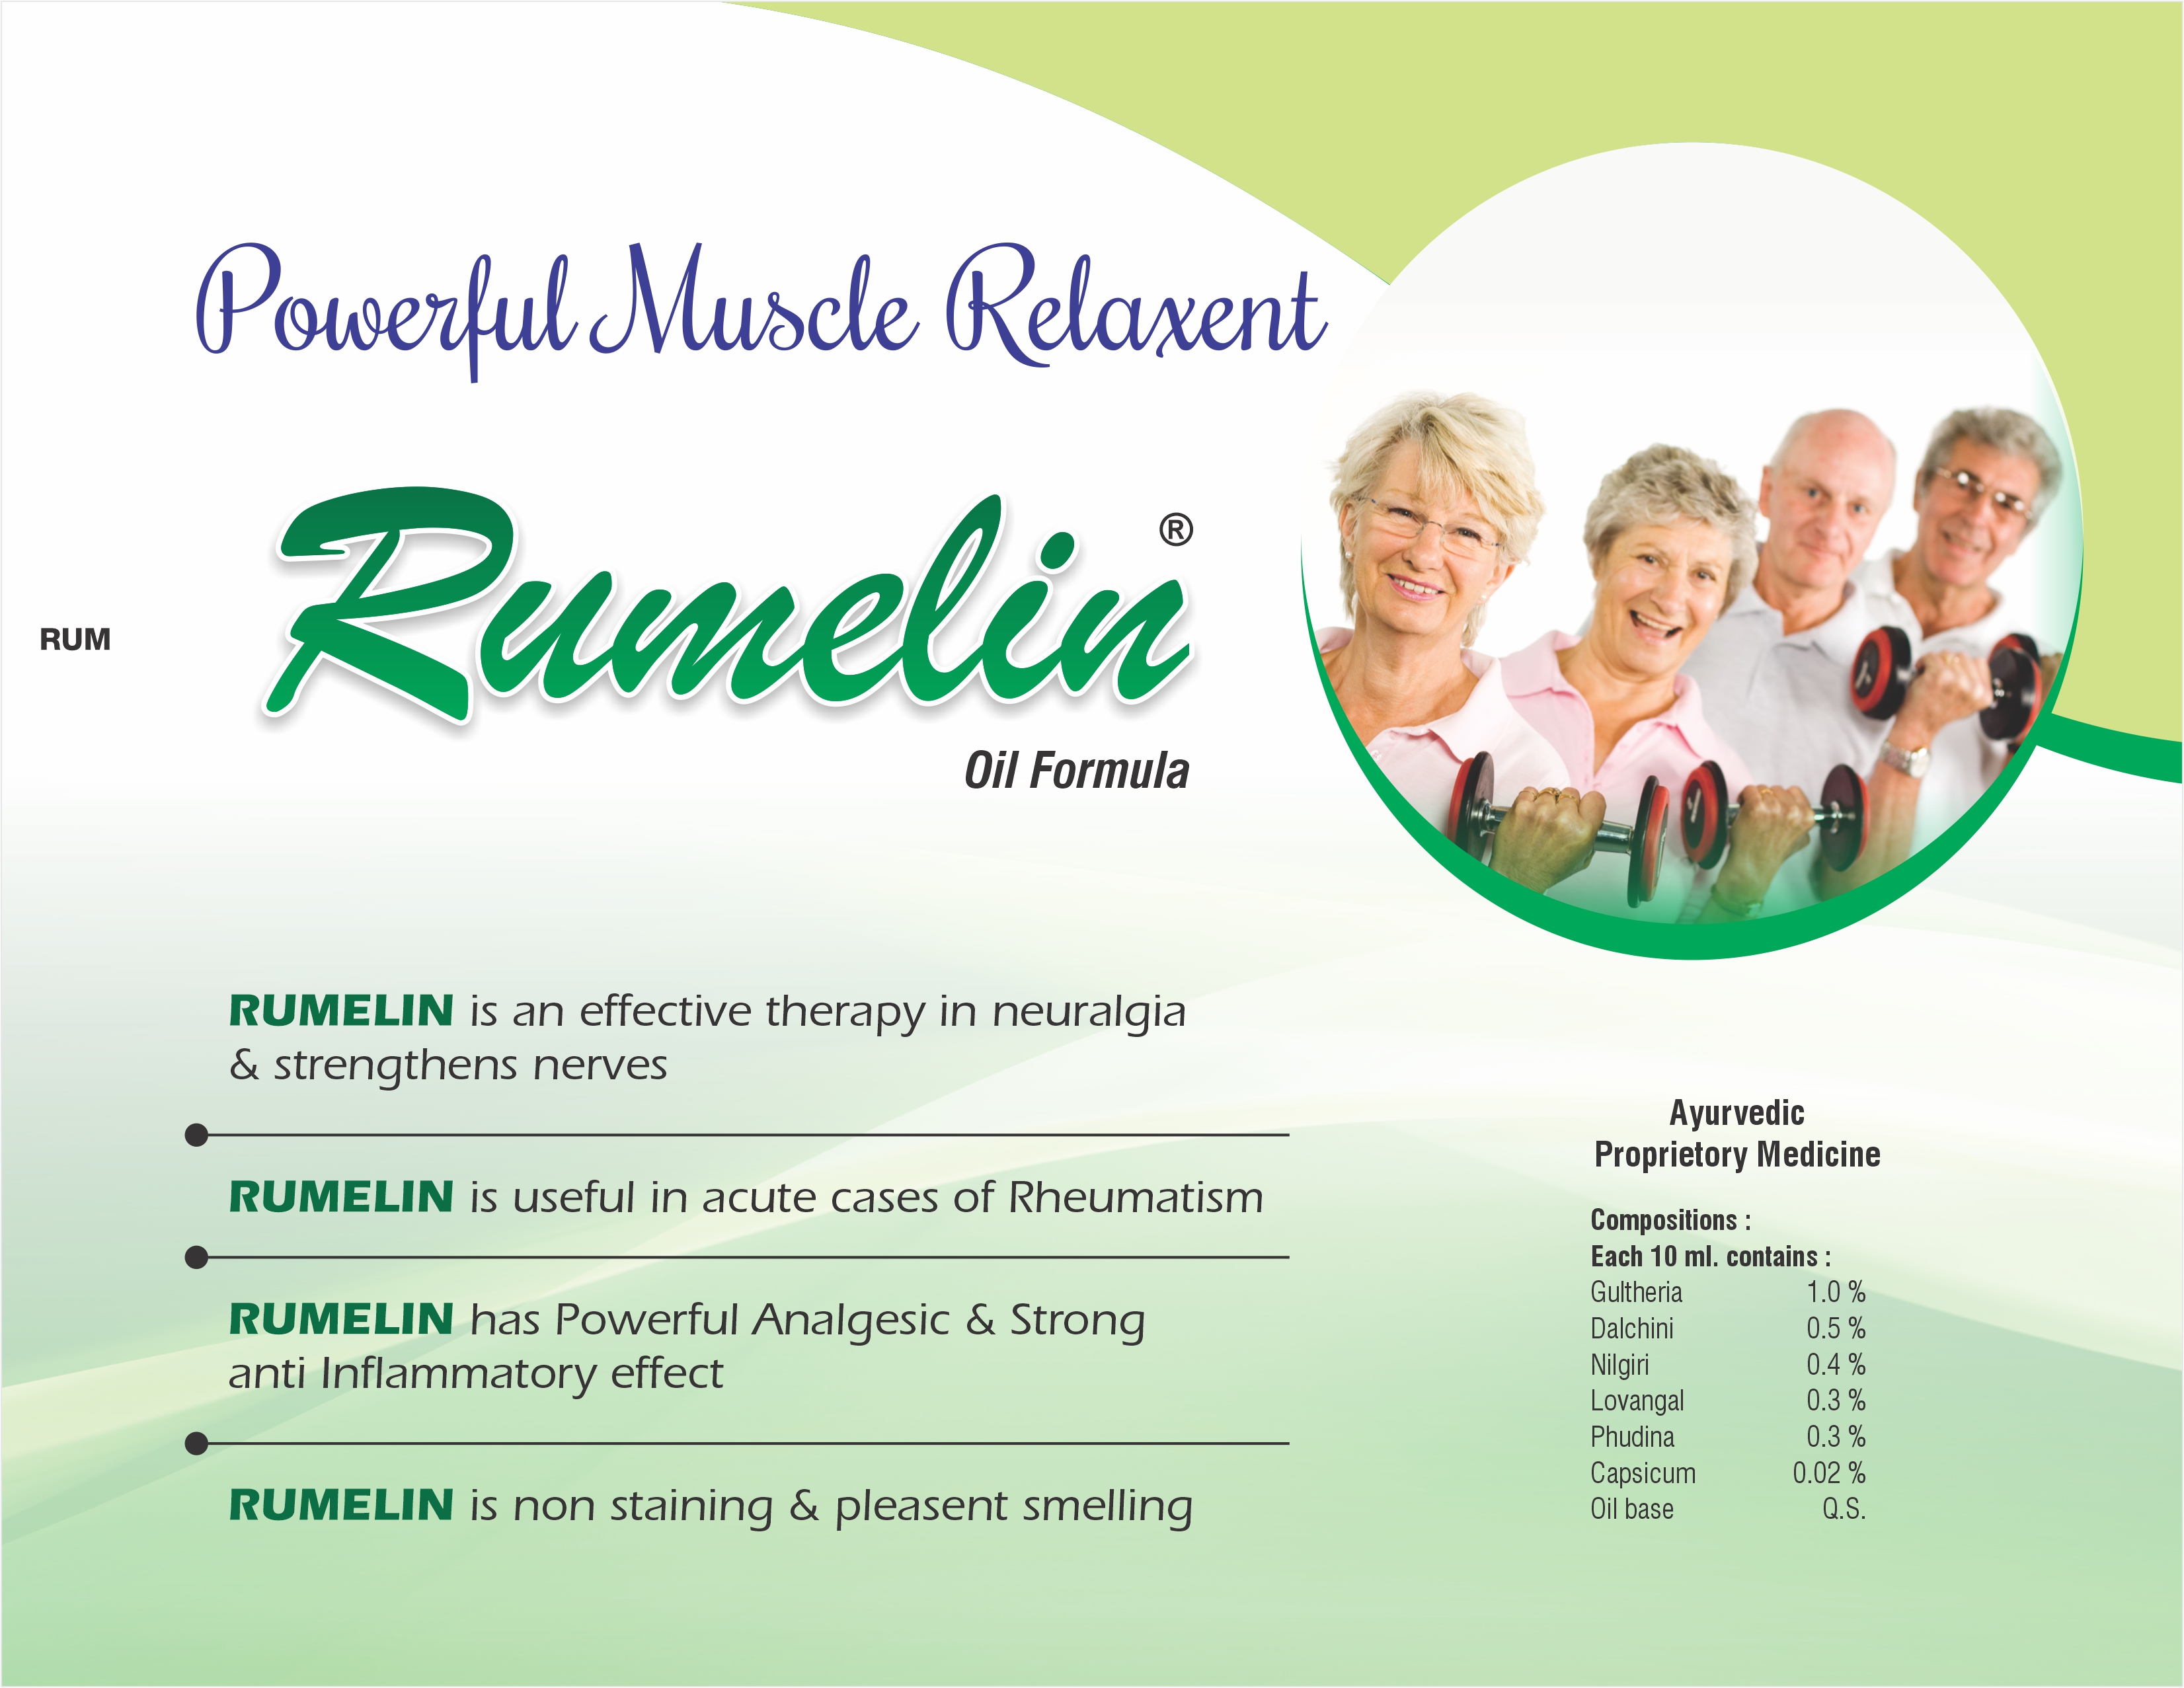 Powerful Muscle Relaxent
RUM
Rumelin®
Oil Formula
RUMELIN is an effective therapy in neuralgia
& strengthens nerves
RUMELIN is useful in acute cases of Rheumatism
RUMELIN has Powerful Analgesic & Strong
anti Inflammatory effect
RUMELIN is non staining & pleasent smelling
Ayurvedic
Proprietory Medicine
Compositions :
Each 10 ml. contains :
Gultheria 1.0 %
Dalchini 0.5 %
Nilgiri 0.4 %
Lovangal 0.3 %
Phudina 0.3 %
Capsicum 0.02 %
Oil base Q.S.